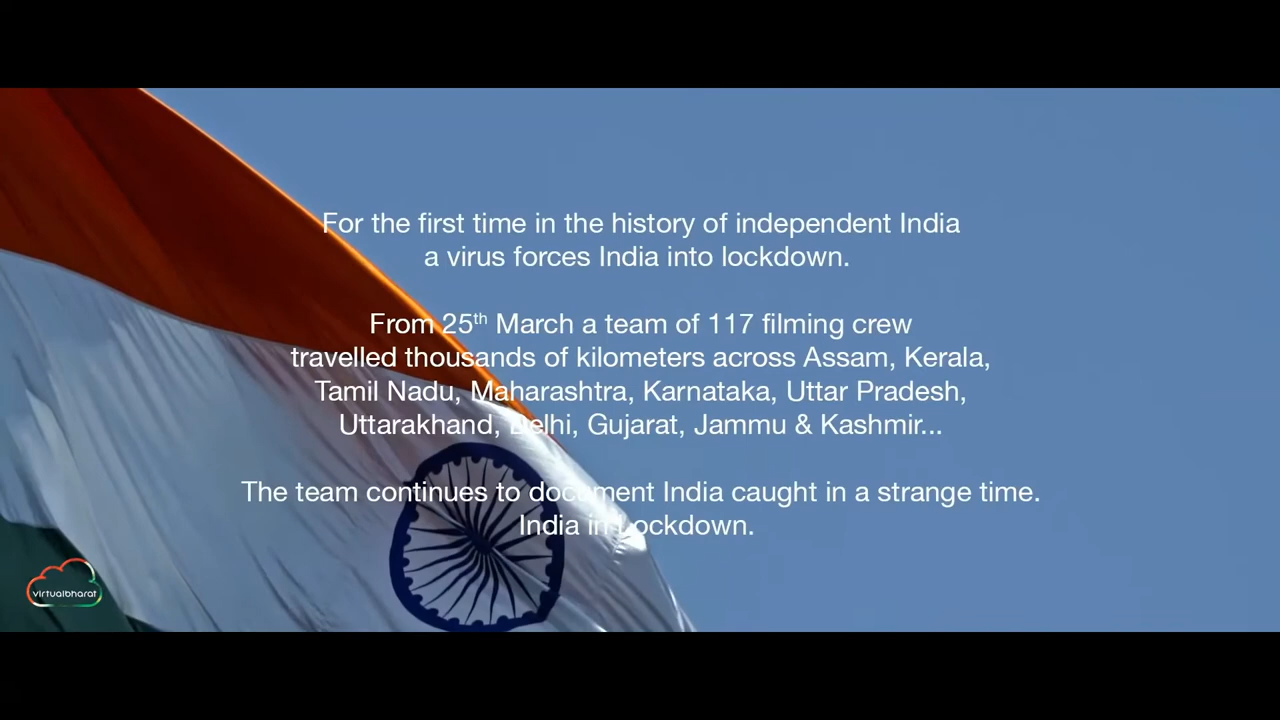 For the first time in the history of independent India
a virus forces India into lockdown.
From 25th March a team of 117 filming crew
travelled thousands of kilometers across Assam, Kerala,
Tamil Nadu, Maharashtra, Karnataka, Uttar Pradesh,
Uttarakhand, Delhi, Gujarat, Jammu & Kashmir...
The team continues to document India caught in a strange time.
India in Lockdown.
virtualbharat